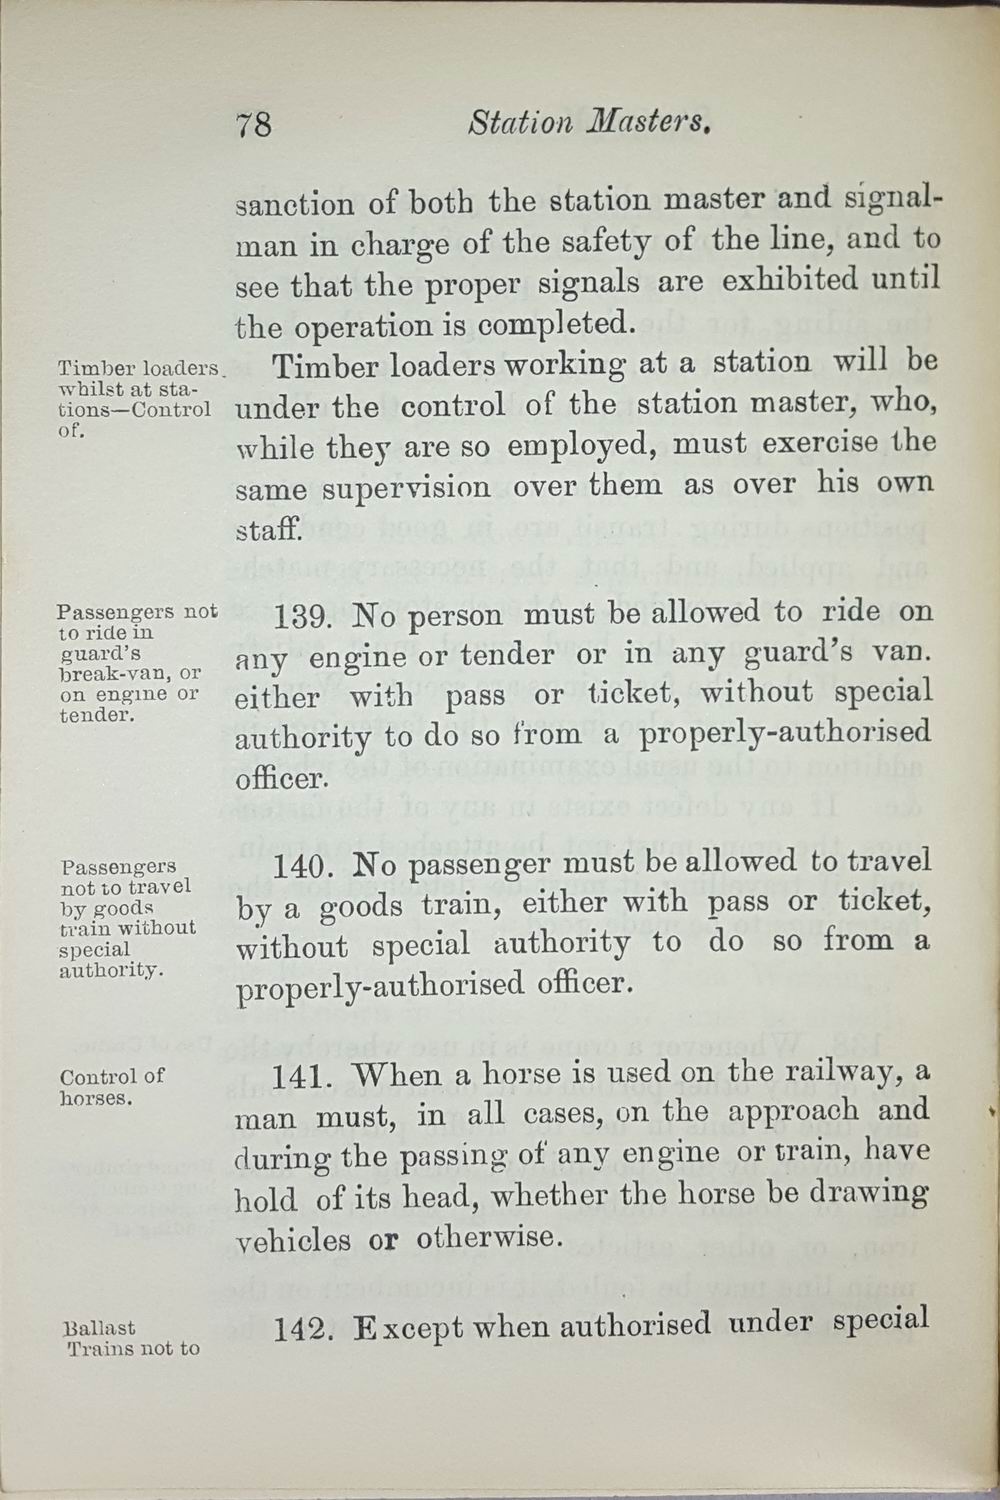 78
Station Masters.
sanction of both the station master and signal-
man in charge of the safety of the line, and to
see that the proper signals are exhibited until
the operation is completed.
Timber loaders
whilst at sta-
tions—Control
of.
Timber loaders working at a station will be
under the control of the station master, who,
while they are so employed, must exercise the
same supervision over them as over his own
staff.
Passengers not
to ride in
guard's
break-van, or
on engine or
tender.
139. No person must be allowed to ride on
any engine or tender or in any guard's van.
either with pass or ticket, without special
authority to do so from a properly-authorised
officer.
Passengers
not to travel
by goods
train without
special
authority.
140. No passenger must be allowed to travel
by a goods train, either with pass or ticket,
without special authority to do so from a
properly-authorised officer.
Control of
horses.
141. When a horse is used on the railway, a
man must, in all cases, on the approach and
during the passing of any engine or train, have
hold of its head, whether the horse be drawing
vehicles or otherwise.
Ballast
Trains not to
142. Except when authorised under special